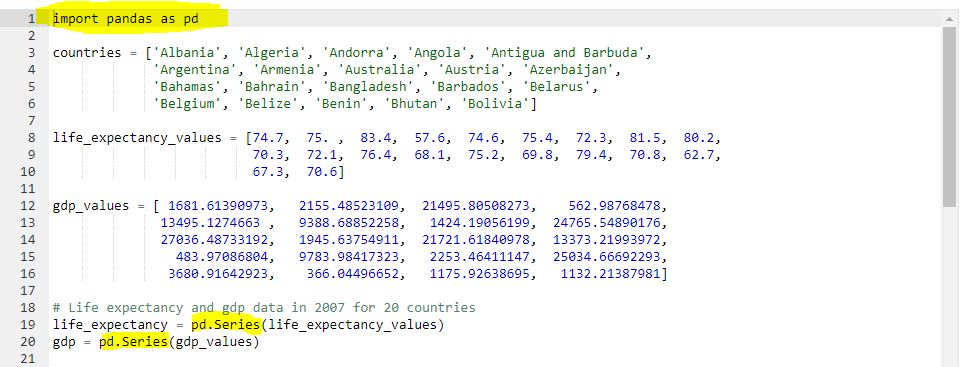 1 import pandas as pd
2
3 countries = ['Albania', 'Algeria', 'Andorra', 'Angola', 'Antigua and Barbuda',
4 'Argentina', 'Armenia', 'Australia', 'Austria', 'Azerbaijan',
5 'Bahamas', 'Bahrain', 'Bangladesh', 'Barbados', 'Belarus',
6 'Belgium', 'Belize', 'Benin', 'Bhutan', 'Bolivia']
7
8 life_expectancy_values = [74.7, 75. , 83.4, 57.6, 74.6, 75.4, 72.3, 81.5, 80.2,
9 70.3, 72.1, 76.4, 68.1, 75.2, 69.8, 79.4, 70.8, 62.7,
10 67.3, 70.6]
11
12 gdp_values = [ 1681.61390973, 2155.48523109, 21495.80508273, 562.98768478,
13 13495.1274663 , 9388.68852258, 1424.19056199, 24765.54890176,
14 27036.48733192, 1945.63754911, 21721.61840978, 13373.21993972,
15 483.97086804, 9783.98417323, 2253.46411147, 25034.66692293,
16 3680.91642923, 366.04496652, 1175.92638695, 1132.21387981]
17
18 # Life expectancy and gdp data in 2007 for 20 countries
19 life_expectancy = pd.Series(life_expectancy_values)
20 gdp = pd.Series(gdp_values)
21